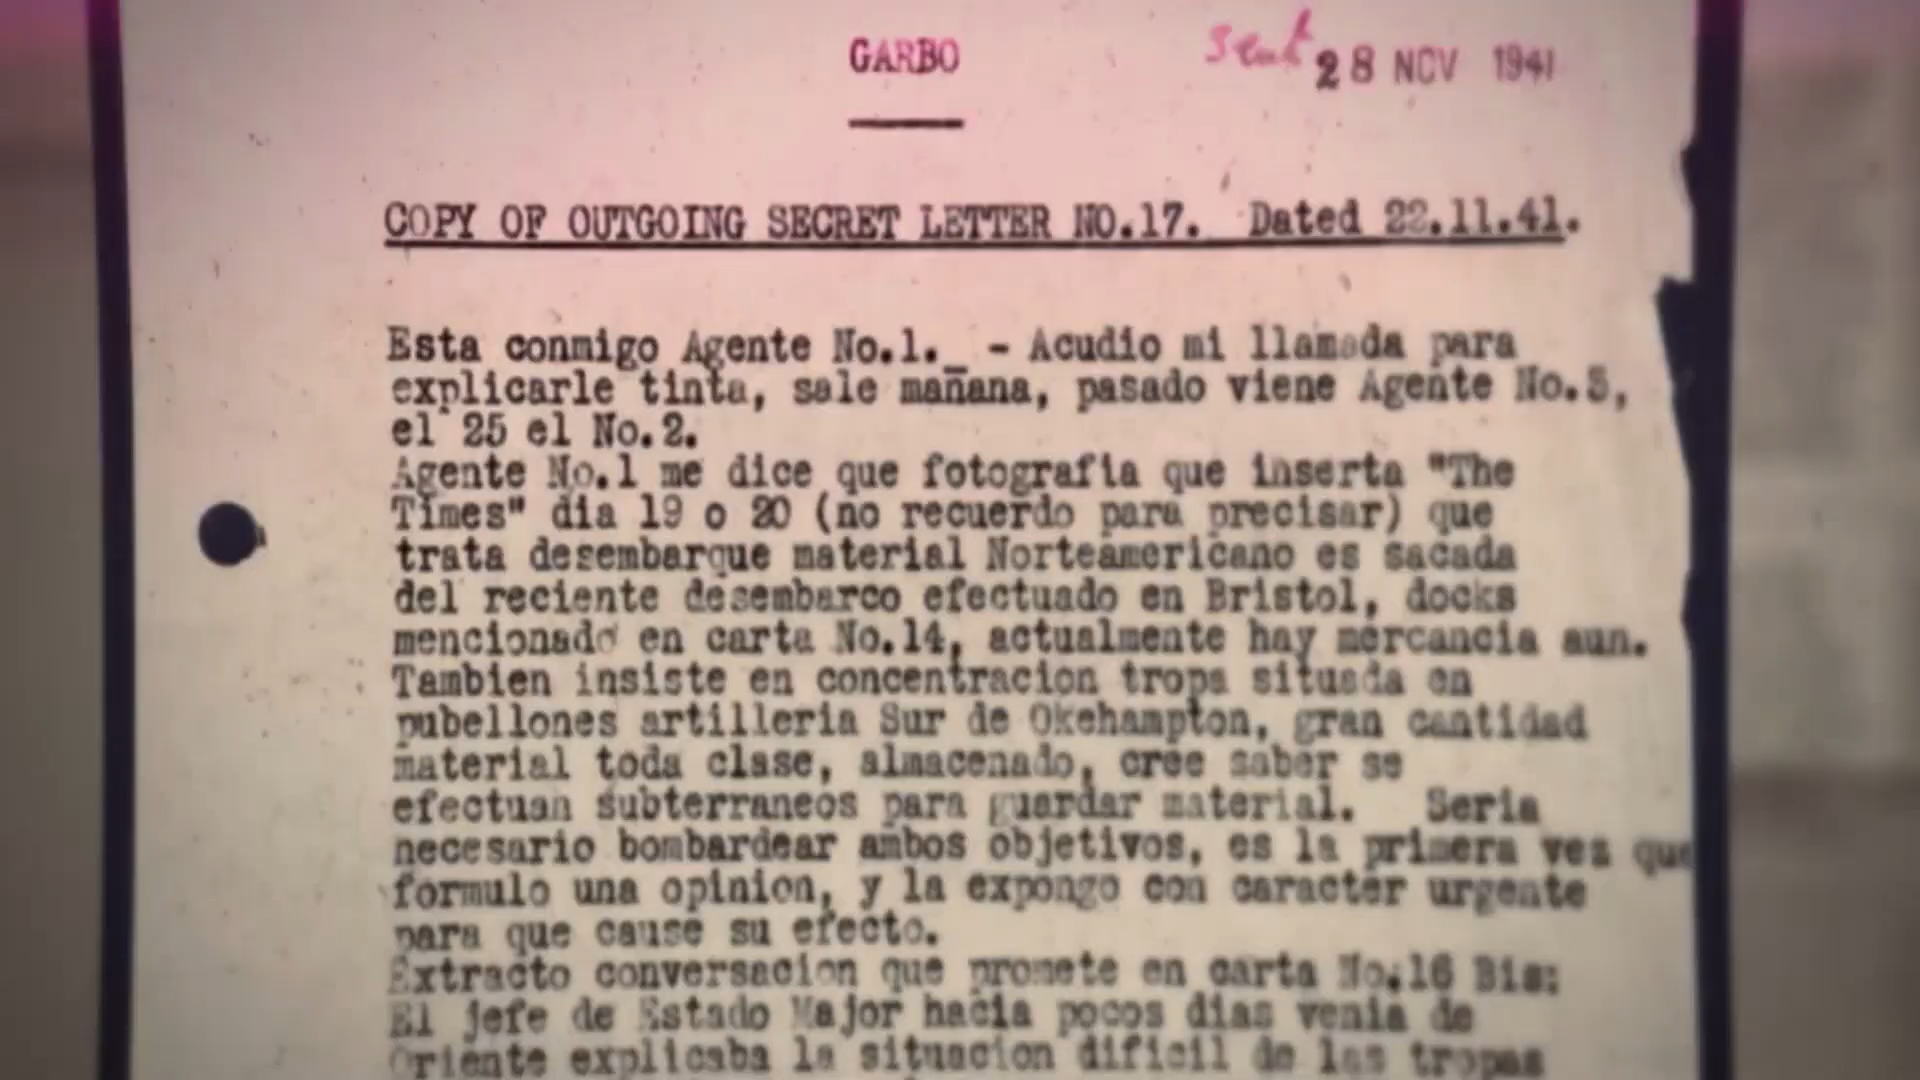 GARBO
Sent 28 NOV 1941
COPY OF OUTGOING SECRET LETTER NO.17. Dated 22.11.41.
Esta conmigo Agente No.1._ - Acudio mi llamada para
explicarle tinta, sale mañana, pasado viene Agente No.3,
el 25 el No.2.
Agente No.1 me dice que fotografia que inserta "The
Times" dia 19 o 20 (no recuerdo para precisar) que
trata desembarque material Norteamericano es sacada
del reciente desembarco efectuado en Bristol, docks
mencionado en carta No.14, actualmente hay mercancia aun.
Tambien insiste en concentracion tropa situada en
pubellones artilleria Sur de Okehampton, gran cantidad
material toda clase, almacenado, cree saber se
efectuan subterraneos para guardar material. Seria
necesario bombardear ambos objetivos, es la primera vez que
formulo una opinion, y la expongo con caracter urgente
para que cause su efecto.
Extracto conversacion que promete en carta No.16 Bis:
El jefe de Estado Major hacia pocos dias venia de
Oriente explicaba la situacion dificil de las tropas